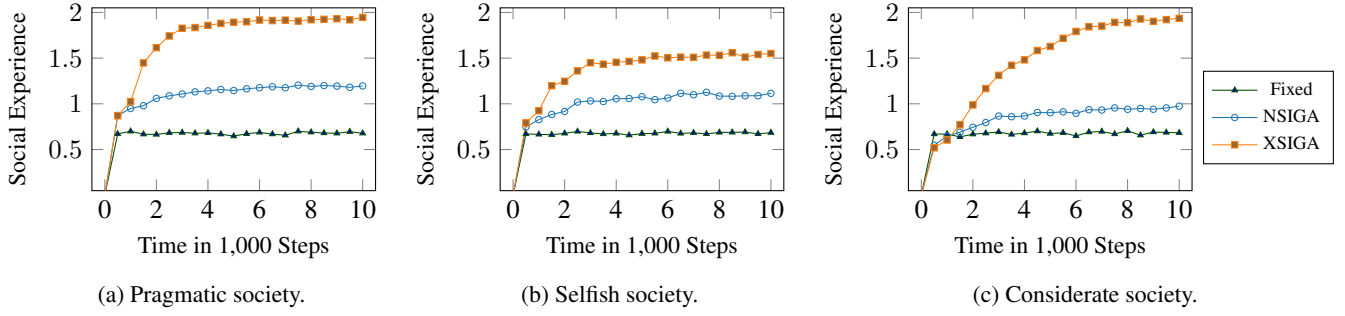 2
1.5
1
0.5
0 2 4 6 8 10
Social Experience
Time in 1,000 Steps
(a) Pragmatic society.
2
1.5
1
0.5
0 2 4 6 8 10
Social Experience
Time in 1,000 Steps
(b) Selfish society.
2
1.5
1
0.5
0 2 4 6 8 10
Social Experience
Time in 1,000 Steps
(c) Considerate society.
Fixed
NSIGA
XSIGA